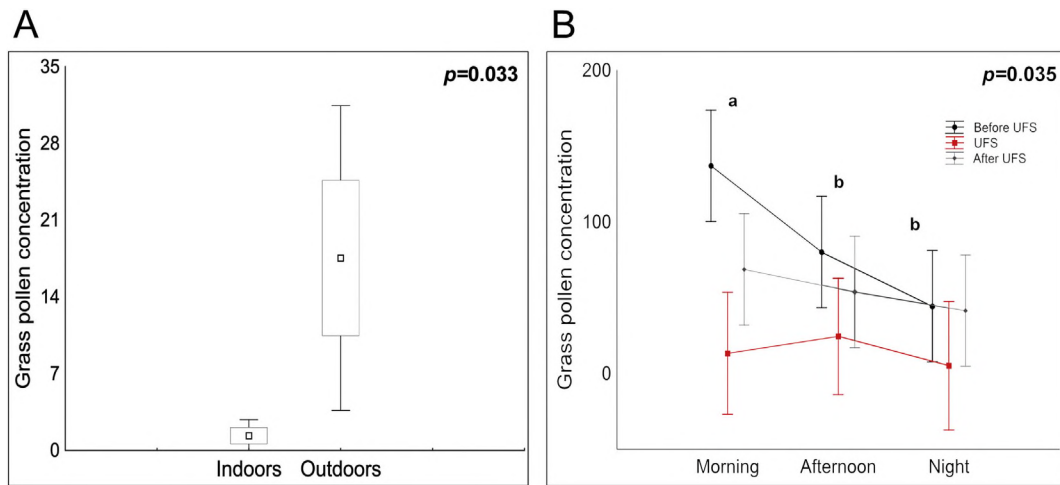 A
p=0.033
Grass pollen concentration
35
28
21
14
7
0
Indoors Outdoors
B
p=0.035
Grass pollen concentration
200
100
0
a
b
b
Before UFS
UFS
After UFS
Morning Afternoon Night